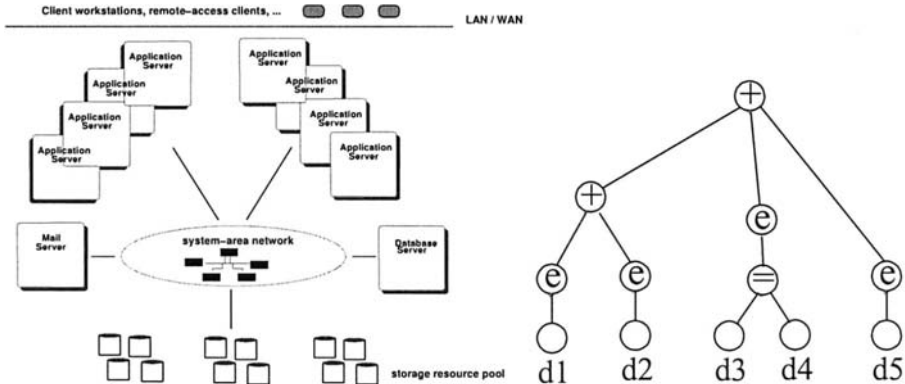 Client workstations, remote–access clients, ...
LAN / WAN
Application
Server
Application
Server
Application
Server
Application
Server
Application
Server
Application
Server
Application
Server
Application
Server
Mail
Server
system–area network
Database
Server
storage resource pool
+
+
e
e
e
=
e
d1 d2 d3 d4 d5